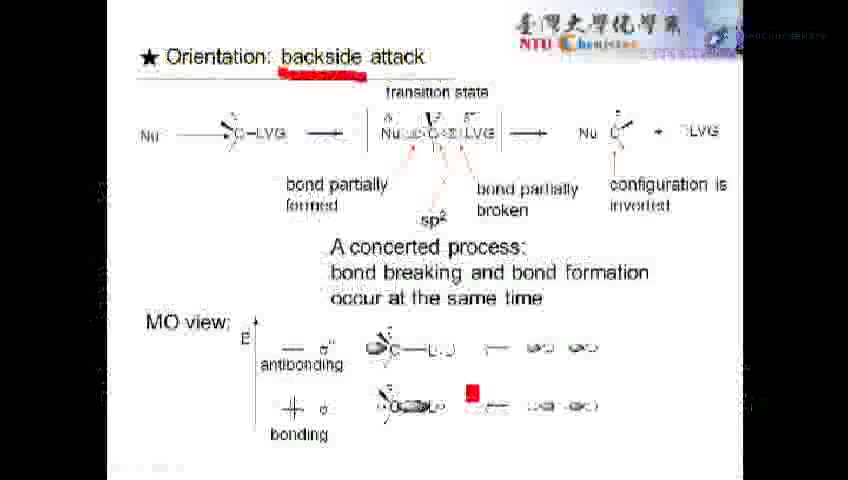 臺灣大學化學系
NTU Chemistry
OpenCourseWare
★ Orientation: backside attack
transition state
Nu C-LVG Nu C LVG Nu C + LVG
bond partially formed
bond partially broken
configuration is inverted
sp²
A concerted process:
bond breaking and bond formation
occur at the same time
MO view:
E
σ* C
antibonding
σ C
bonding